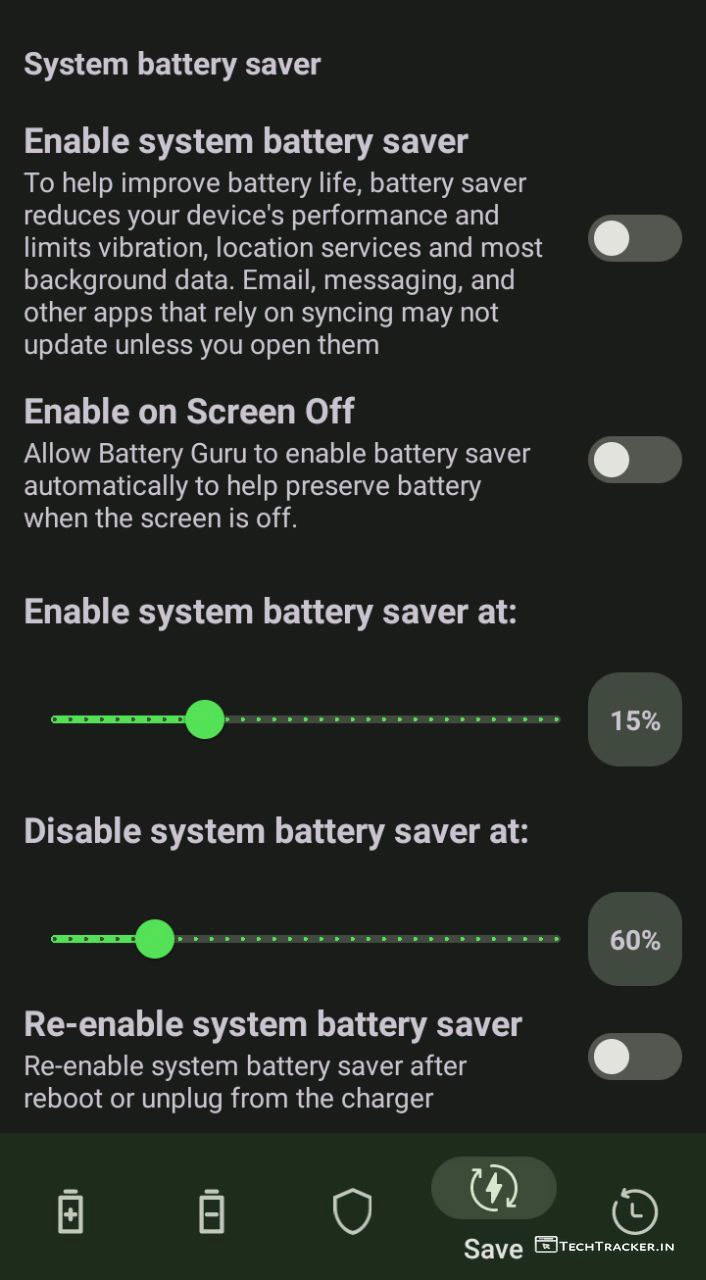 System battery saver
Enable system battery saver
To help improve battery life, battery saver
reduces your device's performance and
limits vibration, location services and most
background data. Email, messaging, and
other apps that rely on syncing may not
update unless you open them
Enable on Screen Off
Allow Battery Guru to enable battery saver
automatically to help preserve battery
when the screen is off.
Enable system battery saver at:
15%
Disable system battery saver at:
60%
Re-enable system battery saver
Re-enable system battery saver after
reboot or unplug from the charger
Save
TECHTRACKER.IN